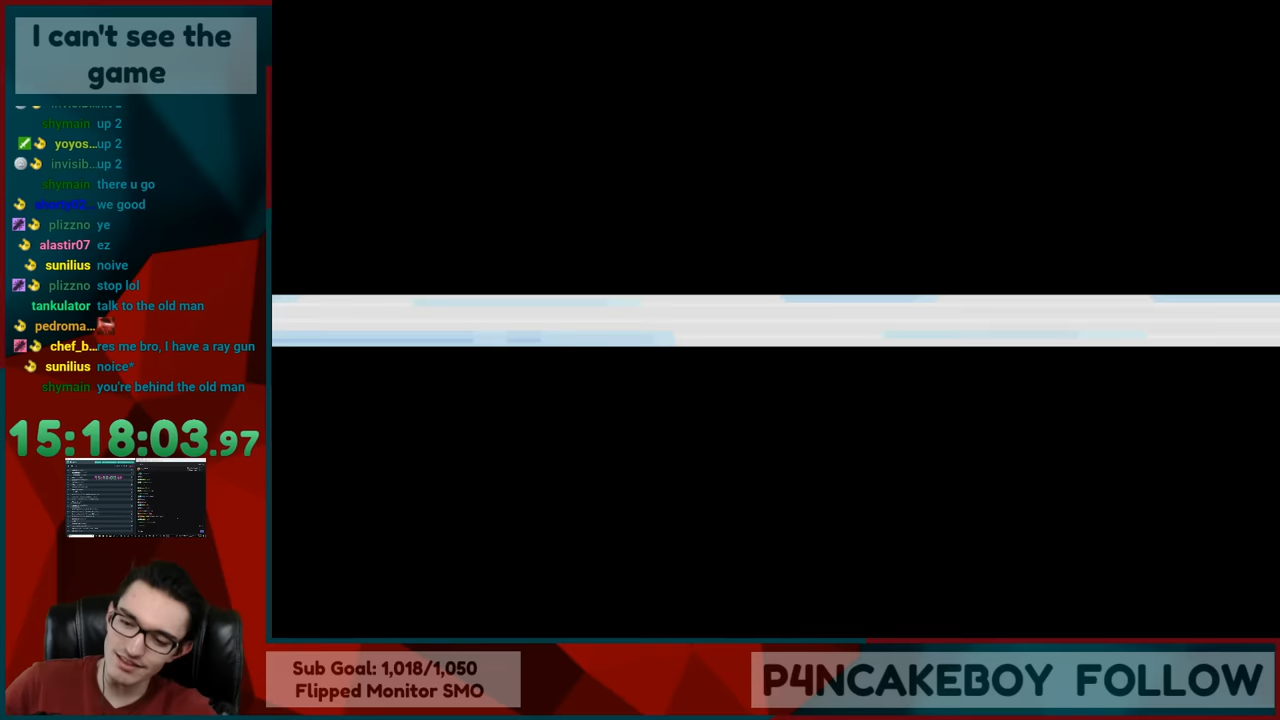 I can't see the
game
shymain up 2
yoyos... up 2
invisib... up 2
shymain there u go
we good
plizzno ye
alastir07 ez
sunilius noive
plizzno stop lol
tankulator talk to the old man
pedroma...
chef_b... res me bro, I have a ray gun
sunilius noice*
shymain you're behind the old man
15:18:03.97
Sub Goal: 1,018/1,050
Flipped Monitor SMO
P4NCAKEBOY FOLLOW